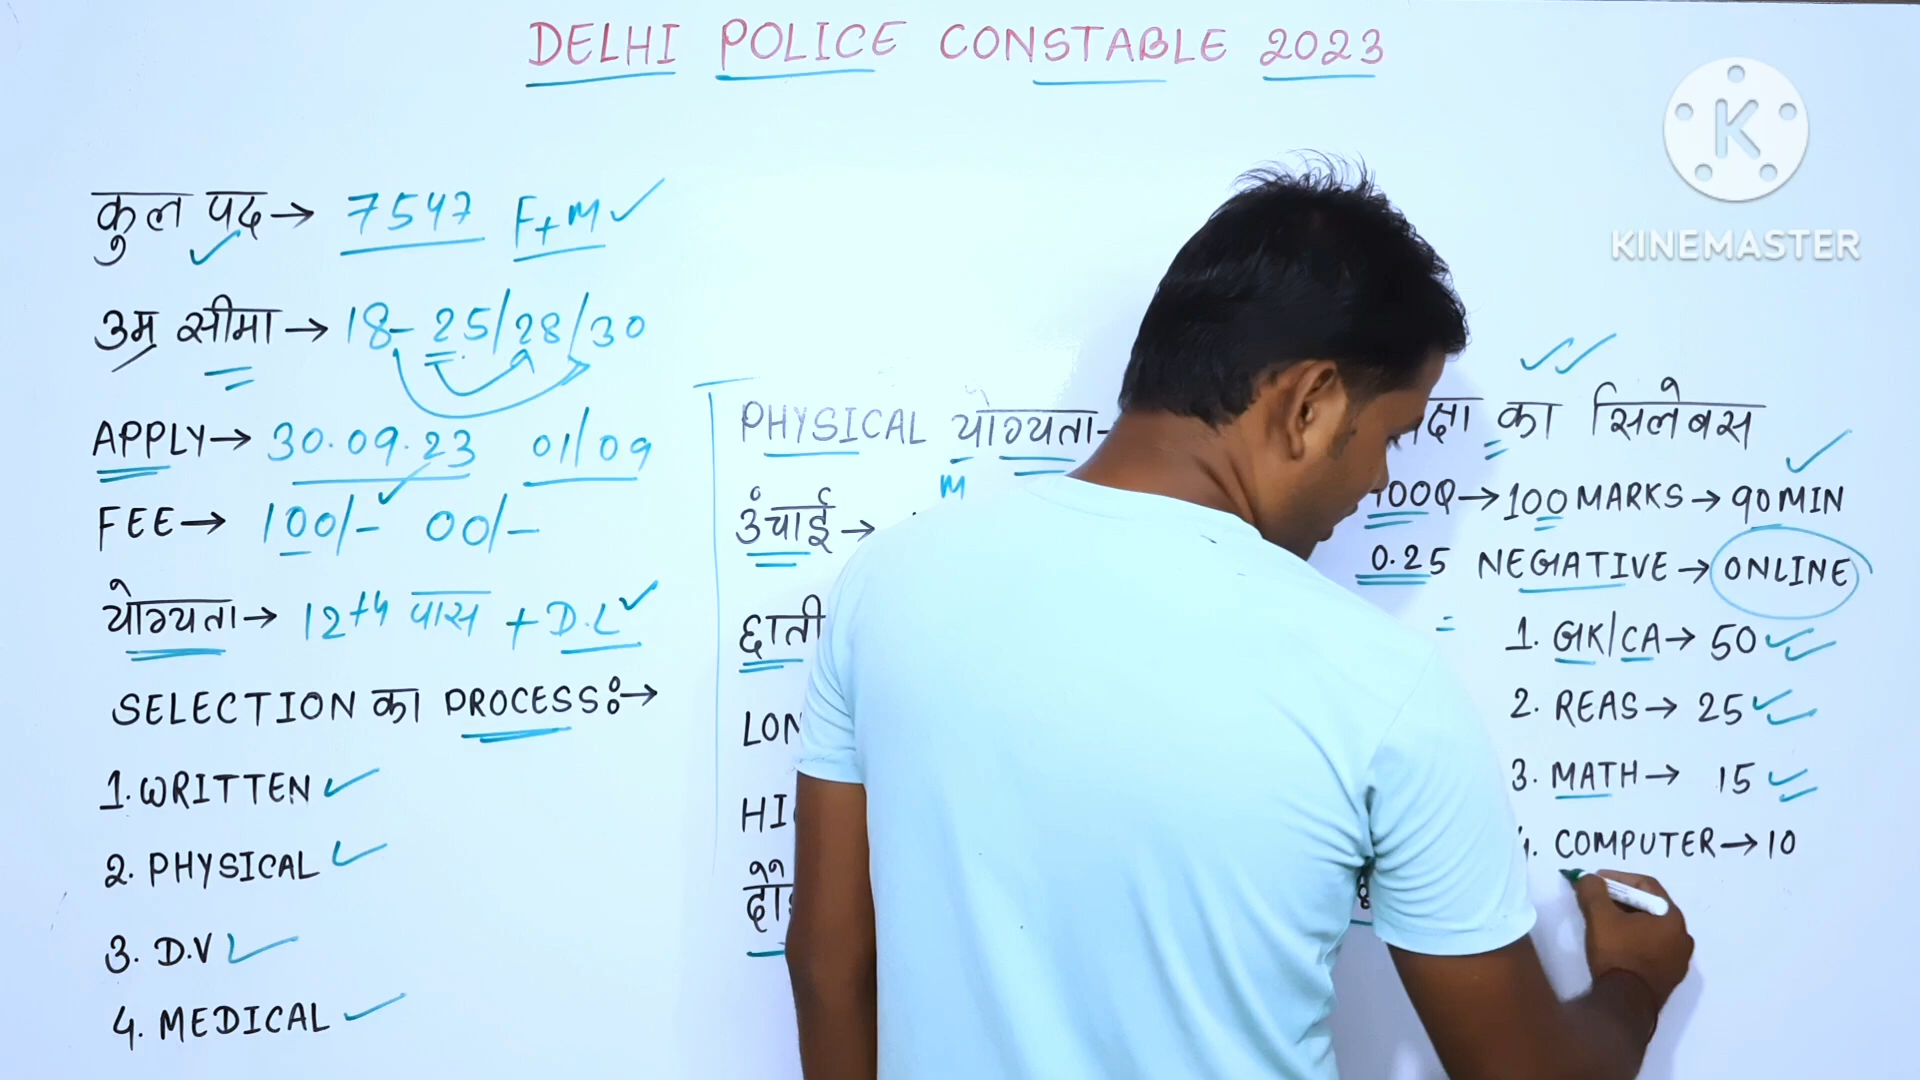 DELHI POLICE CONSTABLE 2023
K
KINEMASTER
कुल पद → 7547 F+M ✓
उम्र सीमा → 18- 25/28/30
APPLY → 30.09.23 01/09
FEE → 100/- 00/-
योग्यता → 12th पास + D.L ✓
SELECTION का PROCESS :→
1. WRITTEN ✓
2. PHYSICAL ✓
3. D.V ✓
4. MEDICAL ✓
PHYSICAL योग्यता-
M
उंचाई →
छाती
का सिलेबस
100Q → 100 MARKS → 90 MIN
0.25 NEGATIVE → ONLINE
1. GK/CA → 50
2. REAS → 25
3. MATH → 15
4. COMPUTER → 10